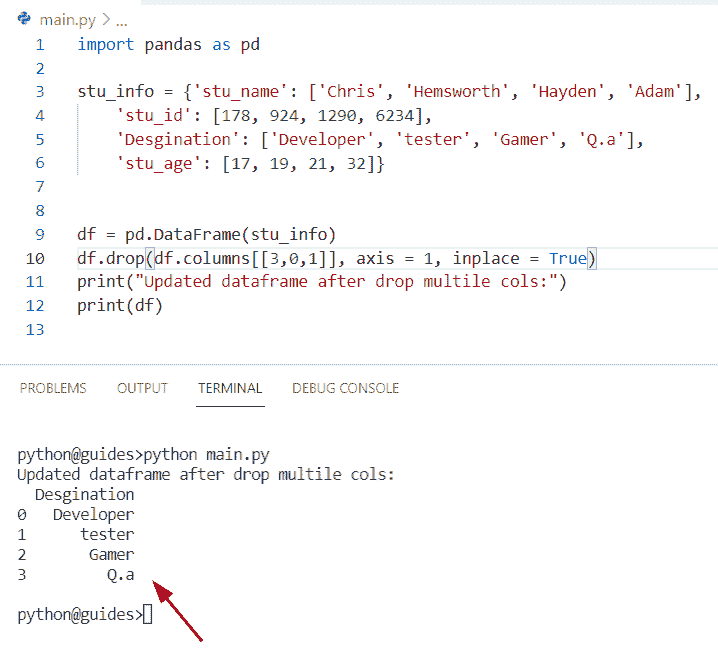 main.py > ...
1 import pandas as pd
2
3 stu_info = {'stu_name': ['Chris', 'Hemsworth', 'Hayden', 'Adam'],
4 'stu_id': [178, 924, 1290, 6234],
5 'Desgination': ['Developer', 'tester', 'Gamer', 'Q.a'],
6 'stu_age': [17, 19, 21, 32]}
7
8
9 df = pd.DataFrame(stu_info)
10 df.drop(df.columns[[3,0,1]], axis = 1, inplace = True)
11 print("Updated dataframe after drop multile cols:")
12 print(df)
13
PROBLEMS OUTPUT TERMINAL DEBUG CONSOLE
python@guides>python main.py
Updated dataframe after drop multile cols:
Desgination
0 Developer
1 tester
2 Gamer
3 Q.a
python@guides>